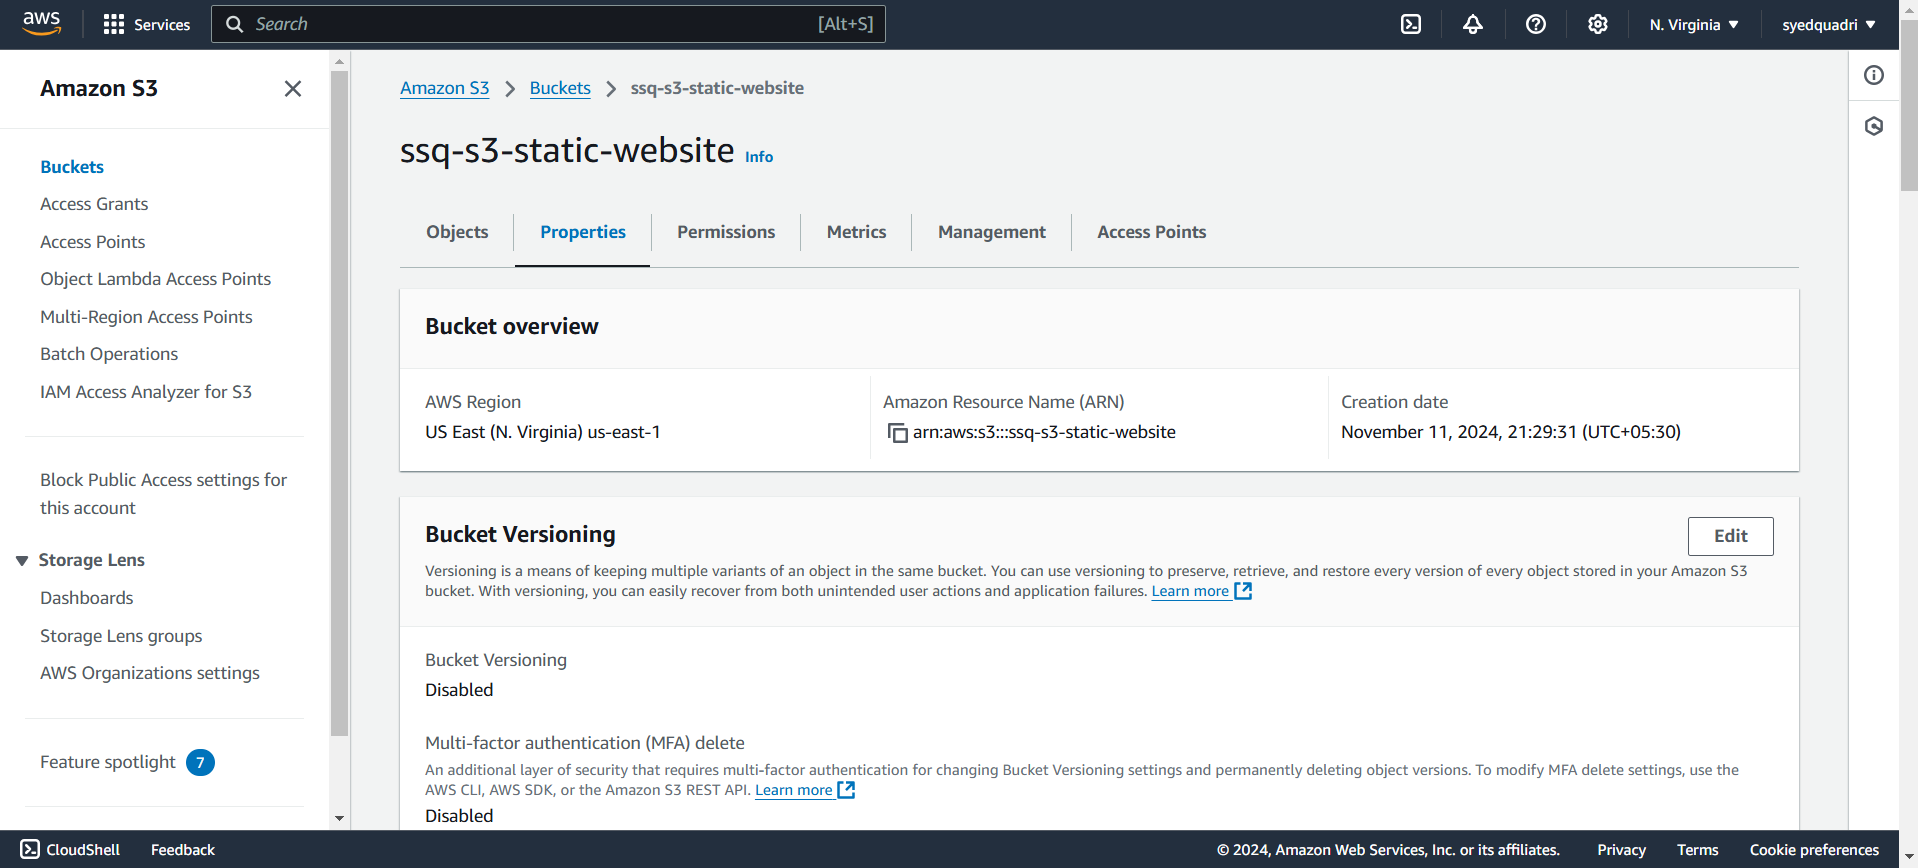 aws
Services
Search
[Alt+S]
N. Virginia
syedquadri
Amazon S3
Buckets
Access Grants
Access Points
Object Lambda Access Points
Multi-Region Access Points
Batch Operations
IAM Access Analyzer for S3
Block Public Access settings for
this account
Storage Lens
Dashboards
Storage Lens groups
AWS Organizations settings
Feature spotlight 7
Amazon S3 > Buckets > ssq-s3-static-website
ssq-s3-static-website Info
Objects
Properties
Permissions
Metrics
Management
Access Points
Bucket overview
AWS Region
US East (N. Virginia) us-east-1
Amazon Resource Name (ARN)
arn:aws:s3:::ssq-s3-static-website
Creation date
November 11, 2024, 21:29:31 (UTC+05:30)
Bucket Versioning
Edit
Versioning is a means of keeping multiple variants of an object in the same bucket. You can use versioning to preserve, retrieve, and restore every version of every object stored in your Amazon S3
bucket. With versioning, you can easily recover from both unintended user actions and application failures. Learn more
Bucket Versioning
Disabled
Multi-factor authentication (MFA) delete
An additional layer of security that requires multi-factor authentication for changing Bucket Versioning settings and permanently deleting object versions. To modify MFA delete settings, use the
AWS CLI, AWS SDK, or the Amazon S3 REST API. Learn more
Disabled
CloudShell
Feedback
© 2024, Amazon Web Services, Inc. or its affiliates.
Privacy
Terms
Cookie preferences